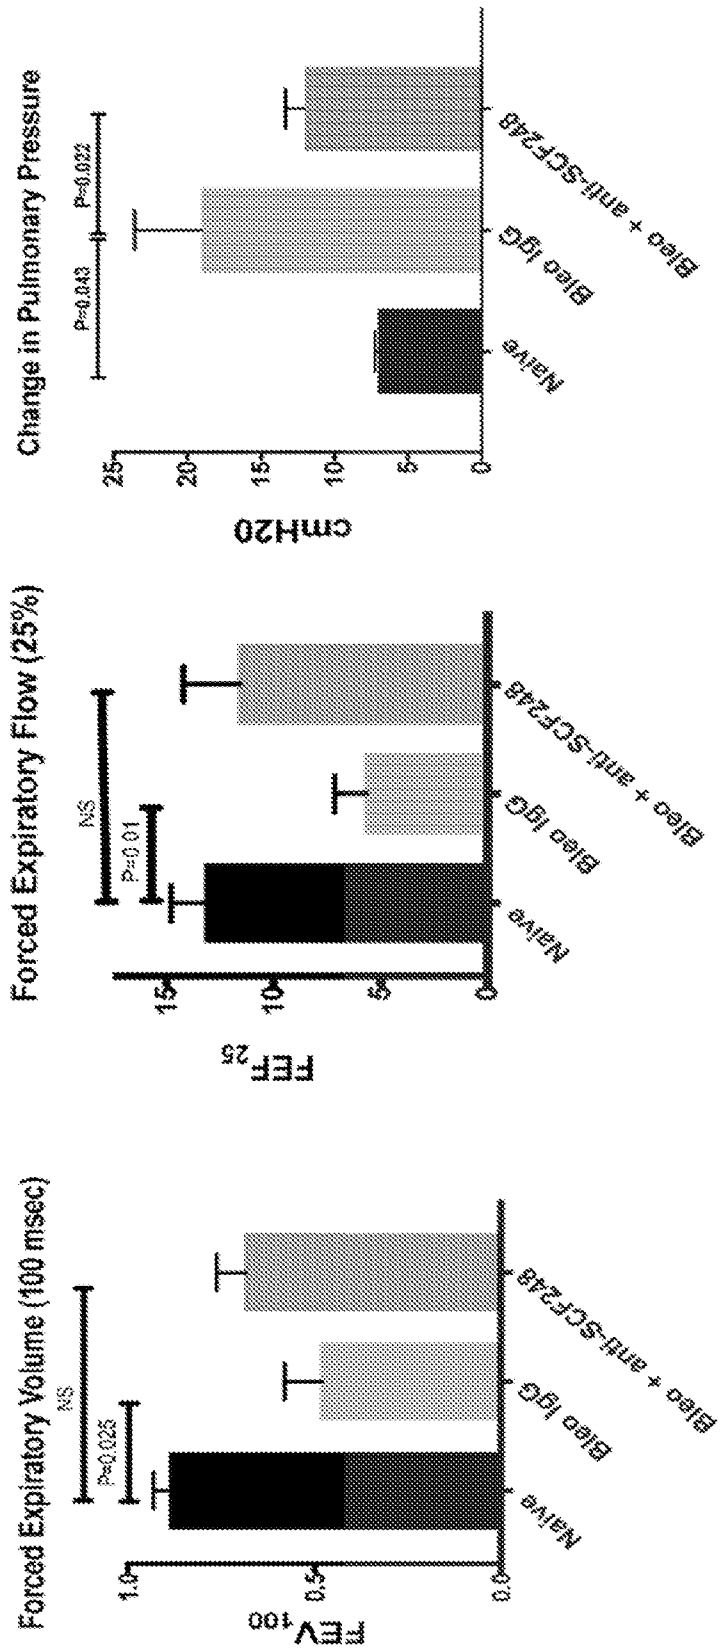 Forced Expiratory Volume (100 msec)
NS
P=0.025
FEV100
1.0
0.5
0.0
Naive
Bleo IgG
Bleo + anti-SCF248
Forced Expiratory Flow (25%)
NS
P=0.01
FEF25
15
10
5
0
Naive
Bleo IgG
Bleo + anti-SCF248
Change in Pulmonary Pressure
P=0.043
P=0.022
cmH20
25
20
15
10
5
0
Naive
Bleo IgG
Bleo + anti-SCF248